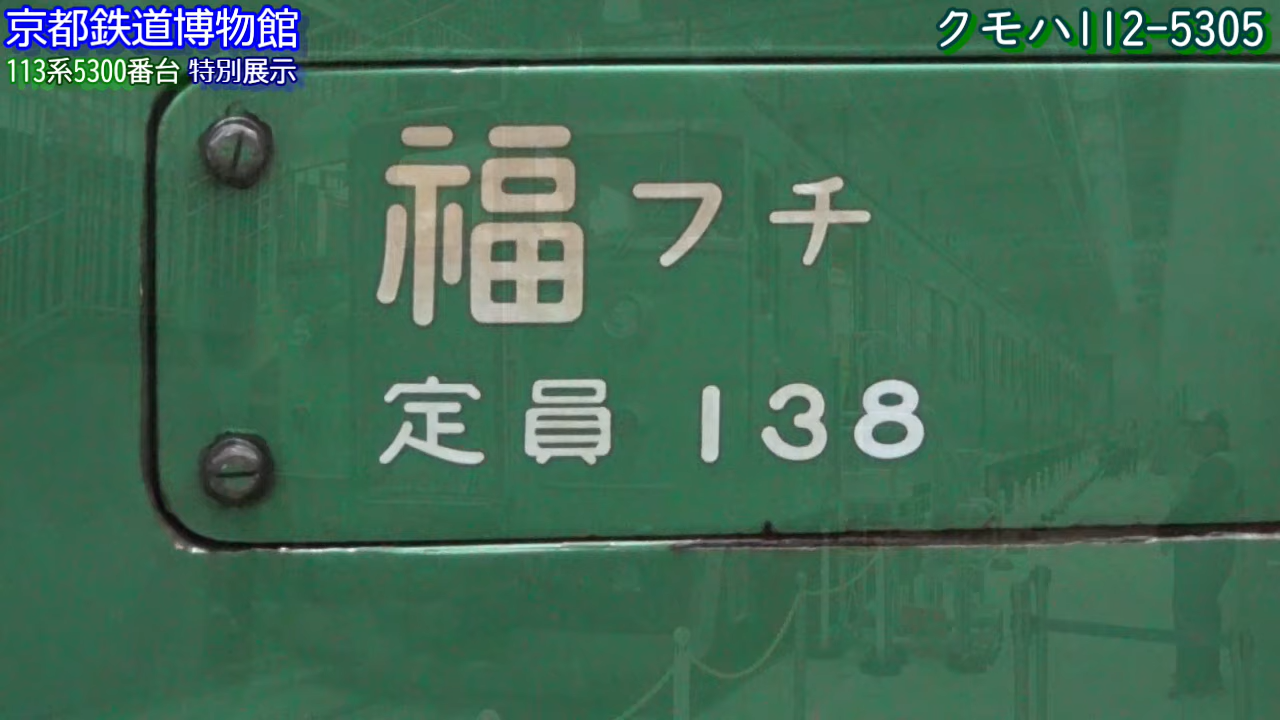 京都鉄道博物館
113系5300番台 特別展示
クモハ112-5305
福フチ
定員 138